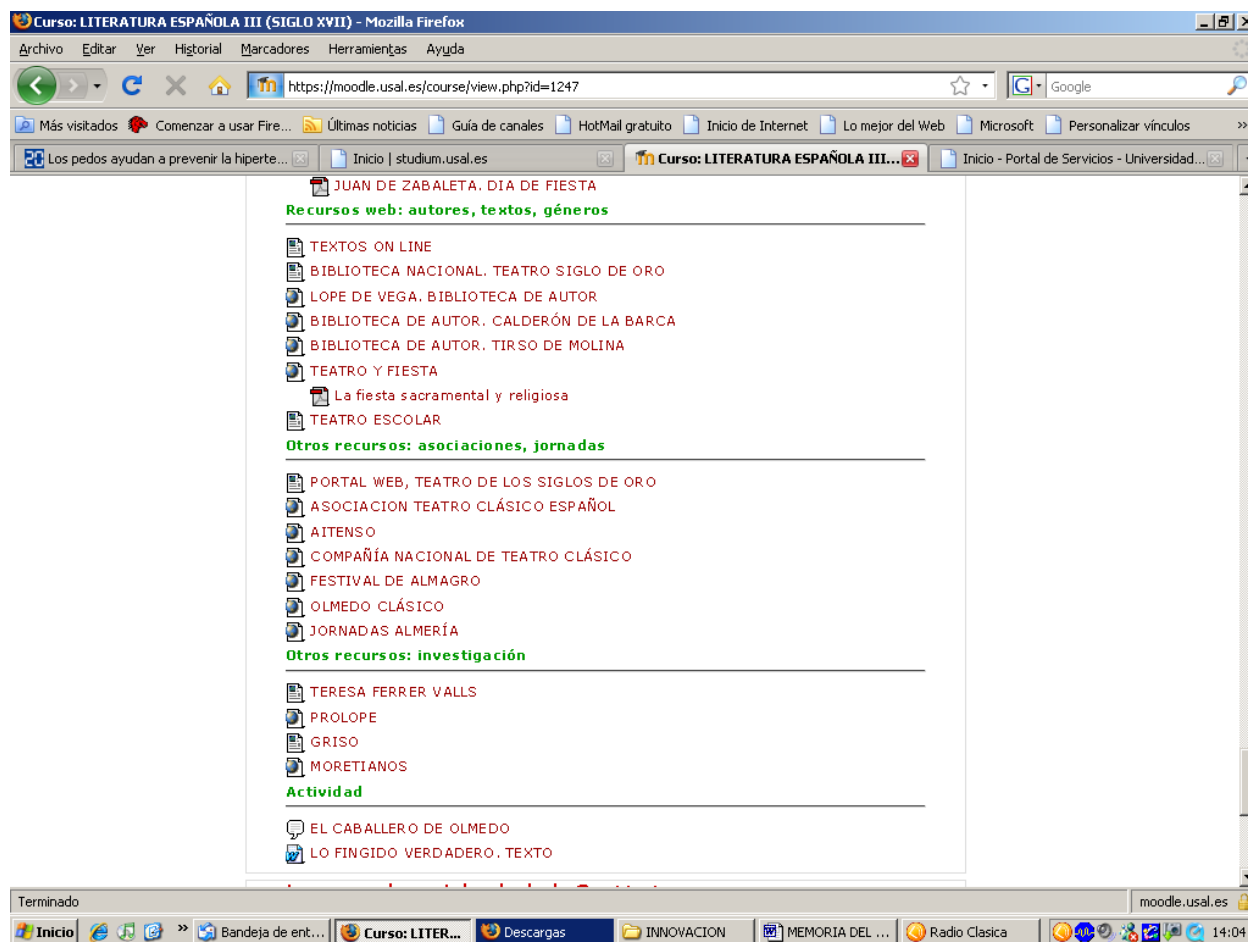 Curso: LITERATURA ESPAÑOLA III (SIGLO XVII) - Mozilla Firefox
Archivo Editar Ver Historial Marcadores Herramientas Ayuda
https://moodle.usal.es/course/view.php?id=1247 G Google
Más visitados Comenzar a usar Fire... Últimas noticias Guía de canales HotMail gratuito Inicio de Internet Lo mejor del Web Microsoft Personalizar vínculos »
20 Los pedos ayudan a prevenir la hiperte... Inicio | studium.usal.es Curso: LITERATURA ESPAÑOLA III... Inicio - Portal de Servicios - Universidad...
JUAN DE ZABALETA. DIA DE FIESTA
Recursos web: autores, textos, géneros
TEXTOS ON LINE
BIBLIOTECA NACIONAL. TEATRO SIGLO DE ORO
LOPE DE VEGA. BIBLIOTECA DE AUTOR
BIBLIOTECA DE AUTOR. CALDERÓN DE LA BARCA
BIBLIOTECA DE AUTOR. TIRSO DE MOLINA
TEATRO Y FIESTA
La fiesta sacramental y religiosa
TEATRO ESCOLAR
Otros recursos: asociaciones, jornadas
PORTAL WEB, TEATRO DE LOS SIGLOS DE ORO
ASOCIACION TEATRO CLÁSICO ESPAÑOL
AITENSO
COMPAÑÍA NACIONAL DE TEATRO CLÁSICO
FESTIVAL DE ALMAGRO
OLMEDO CLÁSICO
JORNADAS ALMERÍA
Otros recursos: investigación
TERESA FERRER VALLS
PROLOPE
GRISO
MORETIANOS
Actividad
EL CABALLERO DE OLMEDO
LO FINGIDO VERDADERO. TEXTO
Terminado moodle.usal.es
Inicio » Bandeja de ent... Curso: LITER... Descargas INNOVACION MEMORIA DEL ... Radio Clasica 14:04